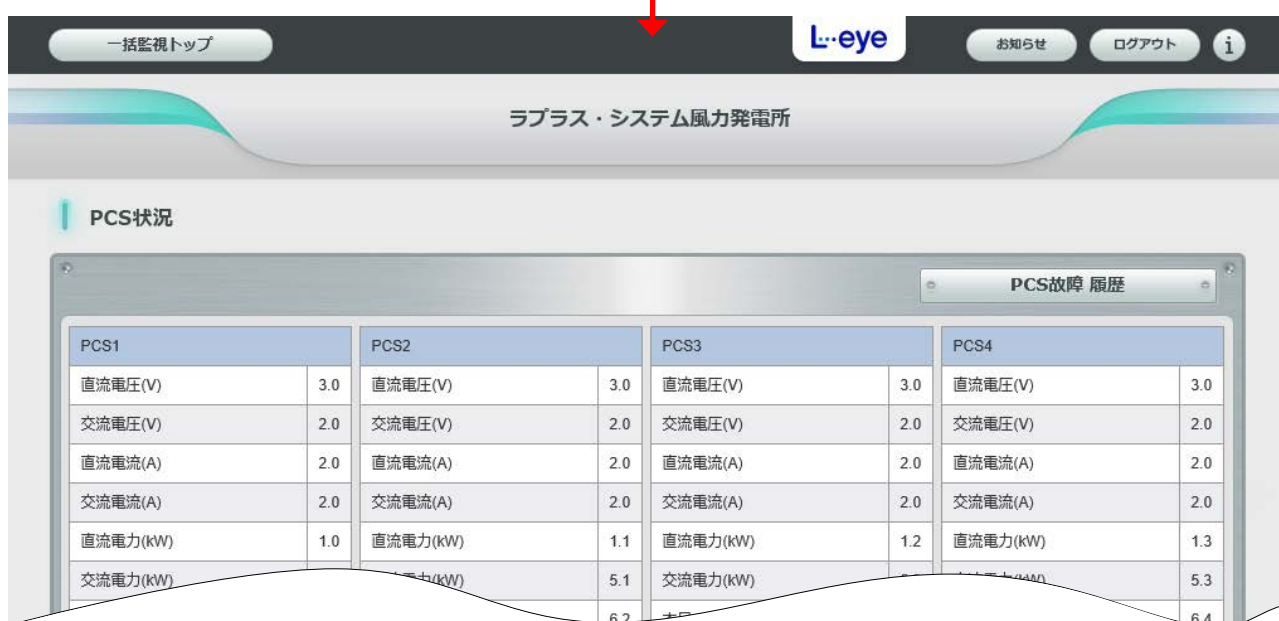 一括監視トップ
L・eye
お知らせ
ログアウト
i
ラプラス・システム風力発電所
PCS状況
PCS故障 履歴
PCS1 PCS2 PCS3 PCS4
直流電圧(V) 3.0 直流電圧(V) 3.0 直流電圧(V) 3.0 直流電圧(V) 3.0
交流電圧(V) 2.0 交流電圧(V) 2.0 交流電圧(V) 2.0 交流電圧(V) 2.0
直流電流(A) 2.0 直流電流(A) 2.0 直流電流(A) 2.0 直流電流(A) 2.0
交流電流(A) 2.0 交流電流(A) 2.0 交流電流(A) 2.0 交流電流(A) 2.0
直流電力(kW) 1.0 直流電力(kW) 1.1 直流電力(kW) 1.2 直流電力(kW) 1.3
交流電力(kW) 5.1 交流電力(kW) 5.3
6.2 6.4